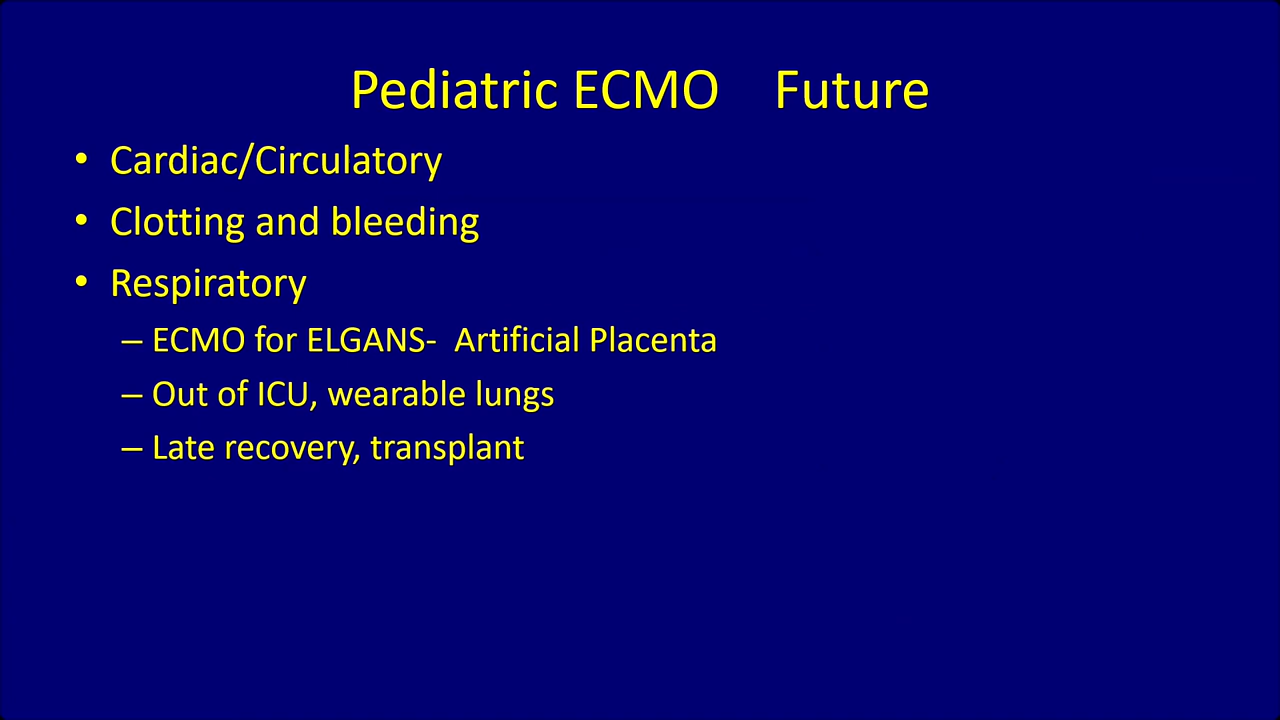 Pediatric ECMO    Future
• Cardiac/Circulatory
• Clotting and bleeding
• Respiratory
– ECMO for ELGANS-  Artificial Placenta
– Out of ICU, wearable lungs
– Late recovery, transplant